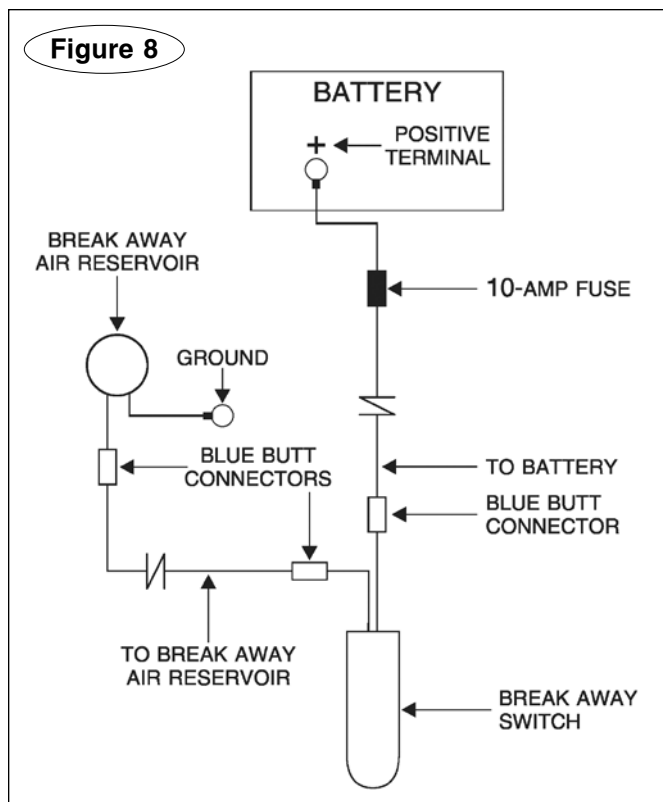 Figure 8
BATTERY
+
POSITIVE
TERMINAL
BREAK AWAY
AIR RESERVOIR
10-AMP FUSE
GROUND
BLUE BUTT
CONNECTORS
TO BATTERY
BLUE BUTT
CONNECTOR
TO BREAK AWAY
AIR RESERVOIR
BREAK AWAY
SWITCH